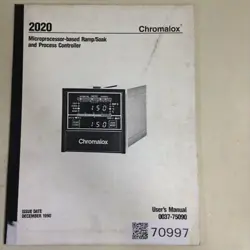 2020
Chromalox®
Microprocessor-based Ramp/Soak
and Process Controller
150
150
Chromalox
ISSUE DATE
DECEMBER 1990
User's Manual
0037-75090
70997